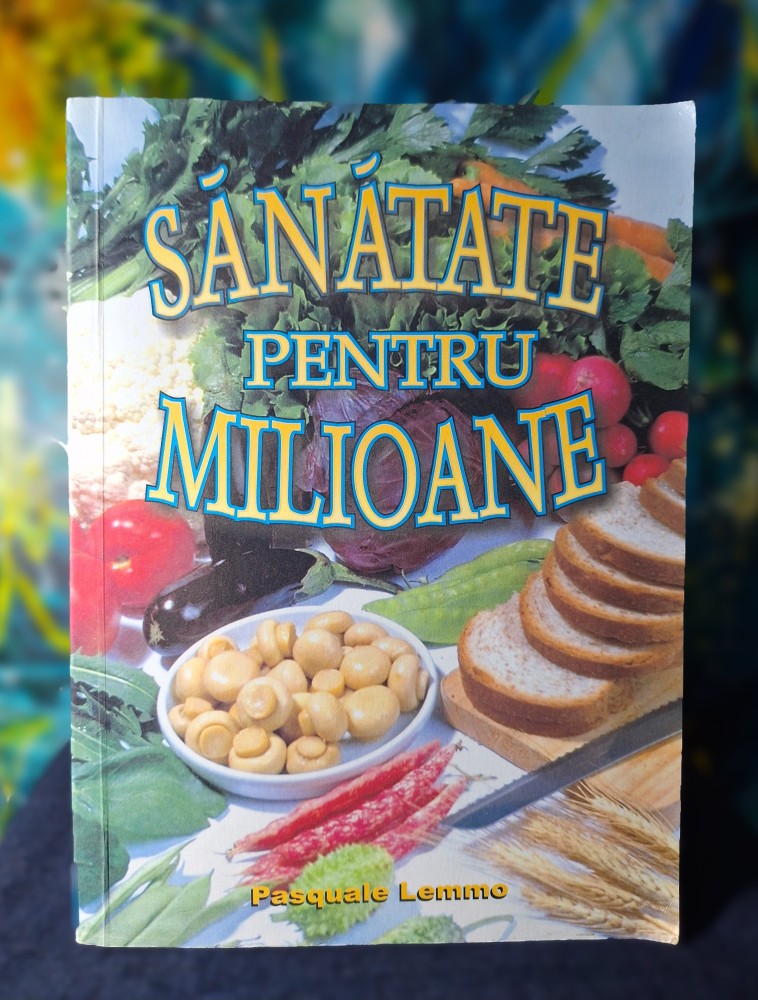 SĂNĂTATE
PENTRU
MILIOANE
Pasquale Lemmo